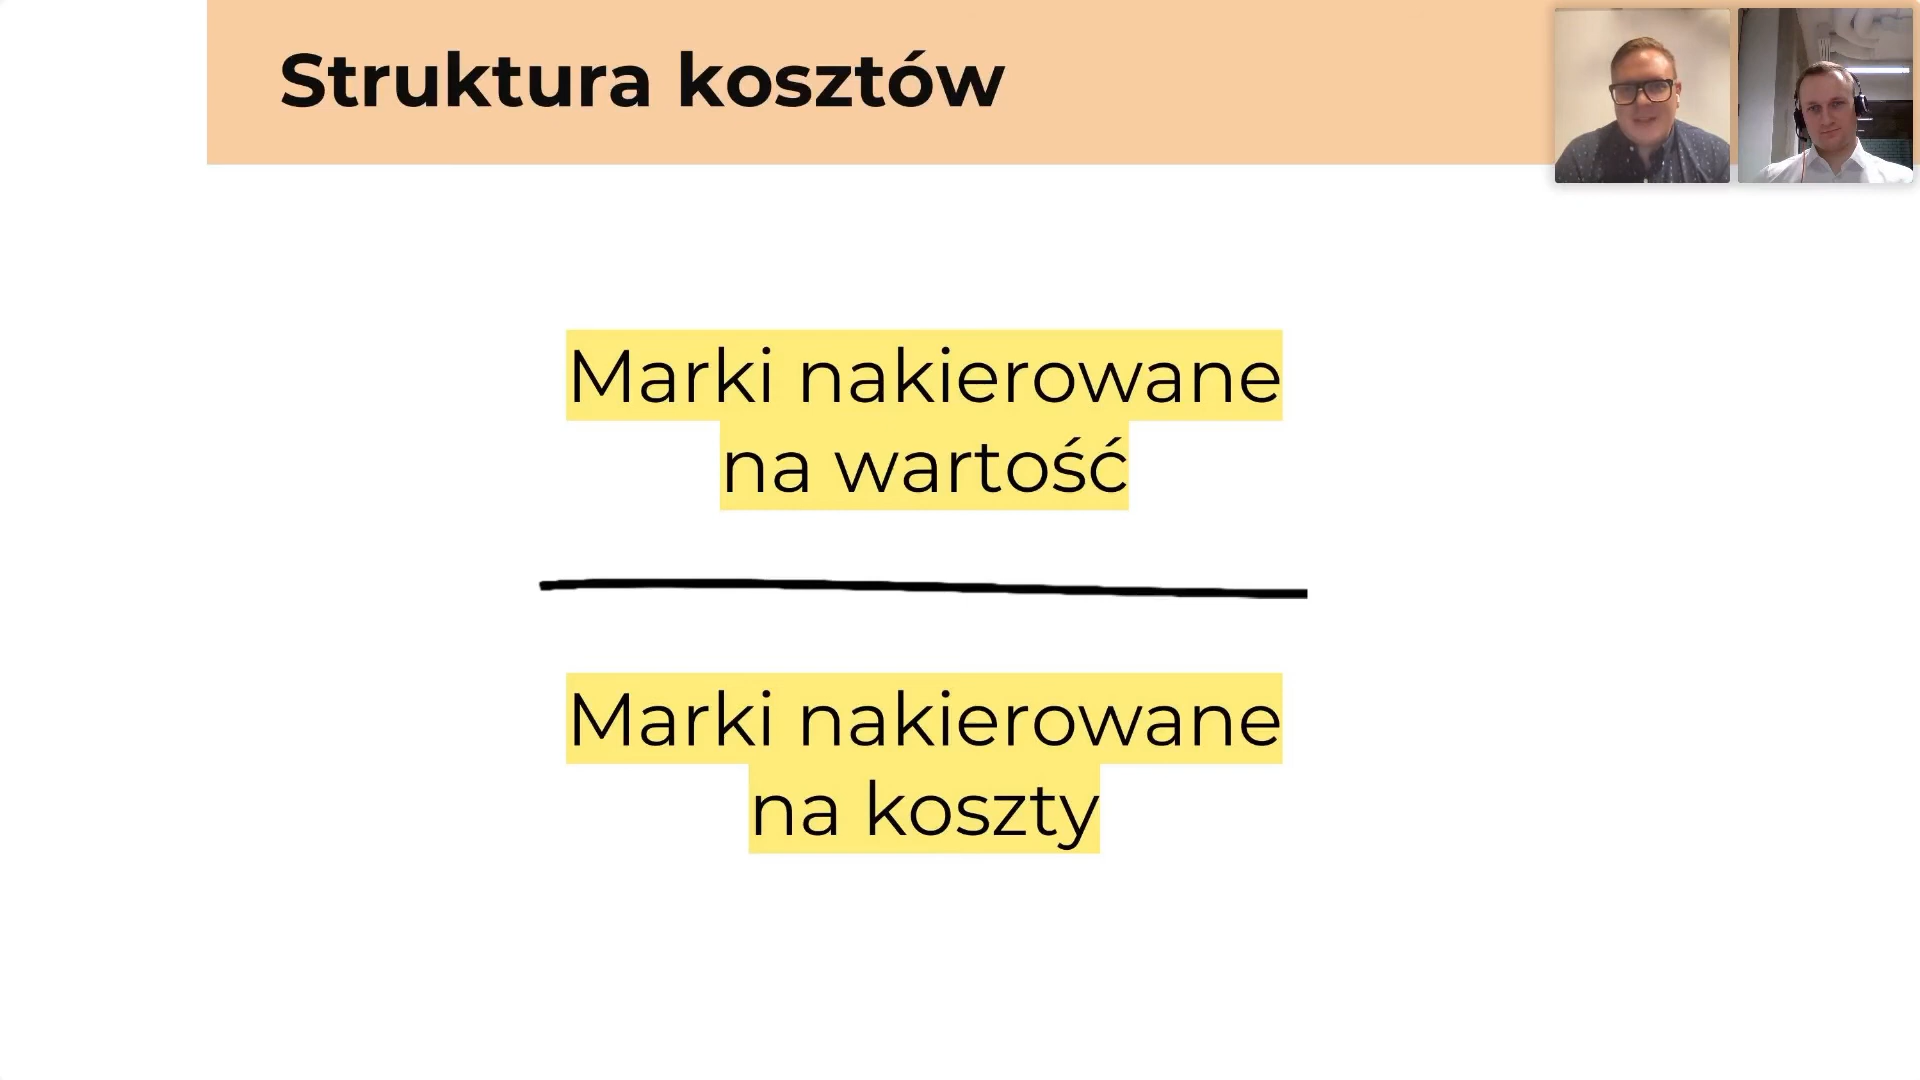 Struktura kosztów
Marki nakierowane
na wartość
Marki nakierowane
na koszty